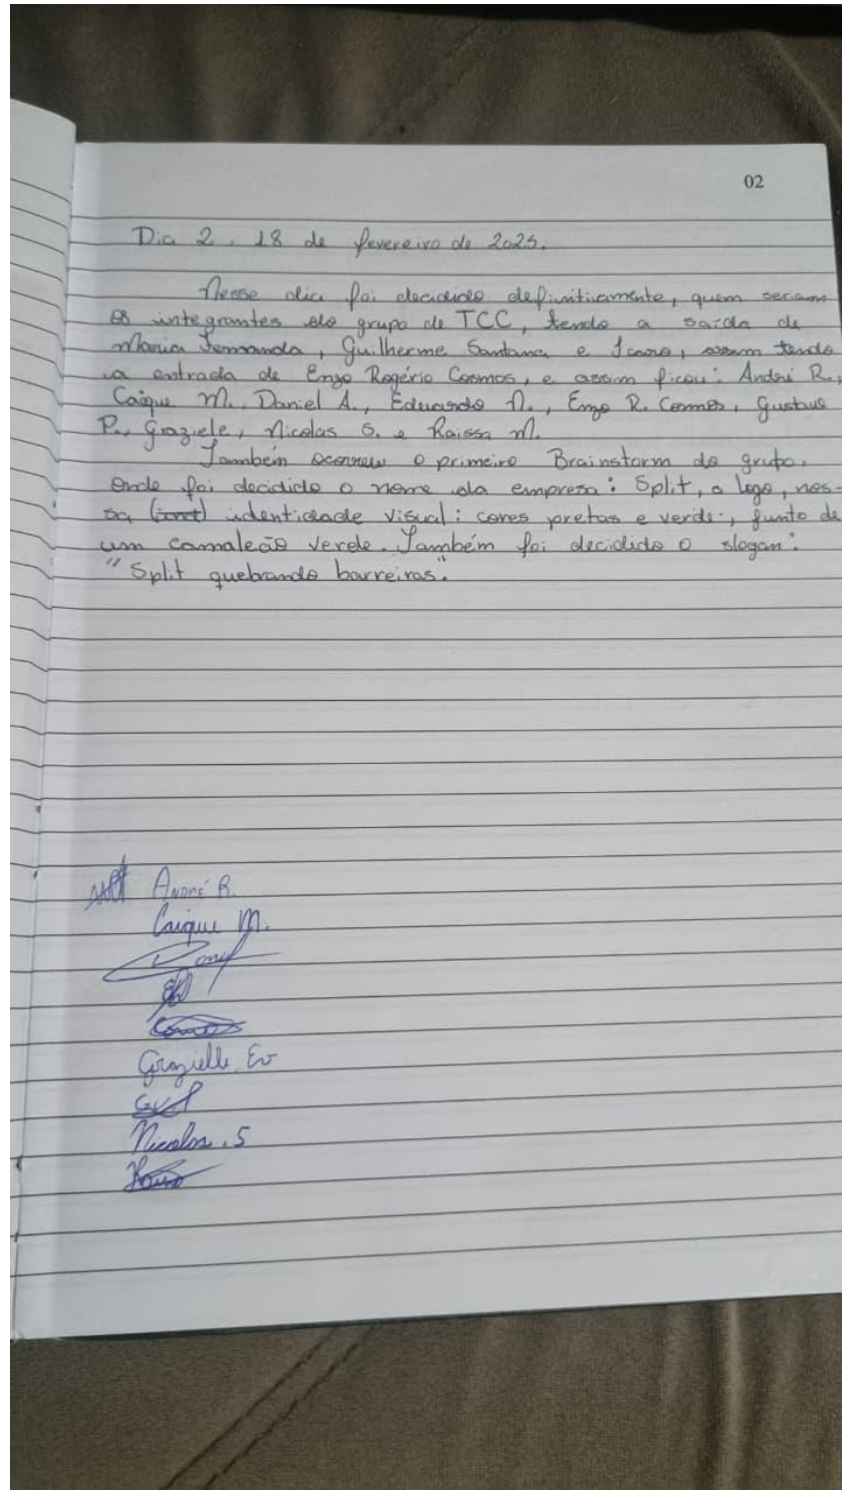 02
Dia 2, 18 de fevereiro de 2025.
Nesse dia foi decidido definitivamente, quem seriam
os integrantes do grupo de TCC, tendo a saída de
Maria Fernanda, Guilherme Santana e Icaro, assim tendo
a entrada de Enzo Rogério Cosmos, e assim ficou: André R.,
Caique M., Daniel A., Eduardo N., Enzo R. Cosmos, Gustavo
P., Graziele, Nicolas S. e Raissa M.
Também ocorreu o primeiro Brainstorm do grupo,
onde foi decidido o nome da empresa: Split, a logo, nos-
sa identidade visual: cores pretas e verde, junto de
um camaleão verde. Também foi decidido o slogan:
"Split quebrando barreiras".
André R.
Caique M.
Grazielle. Ev
Nicolas. S